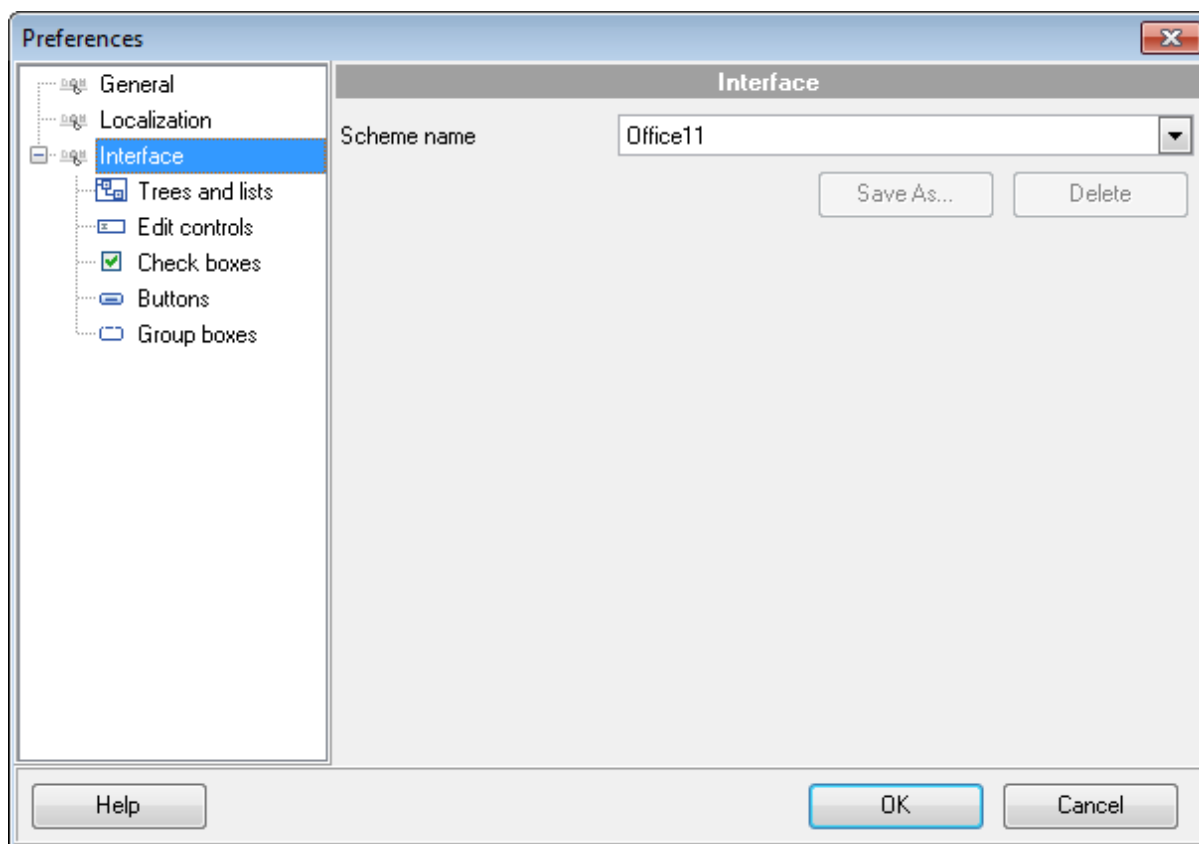 Preferences
General
Localization
Interface
Trees and lists
Edit controls
Check boxes
Buttons
Group boxes
Interface
Scheme name
Office11
Save As...
Delete
Help
OK
Cancel